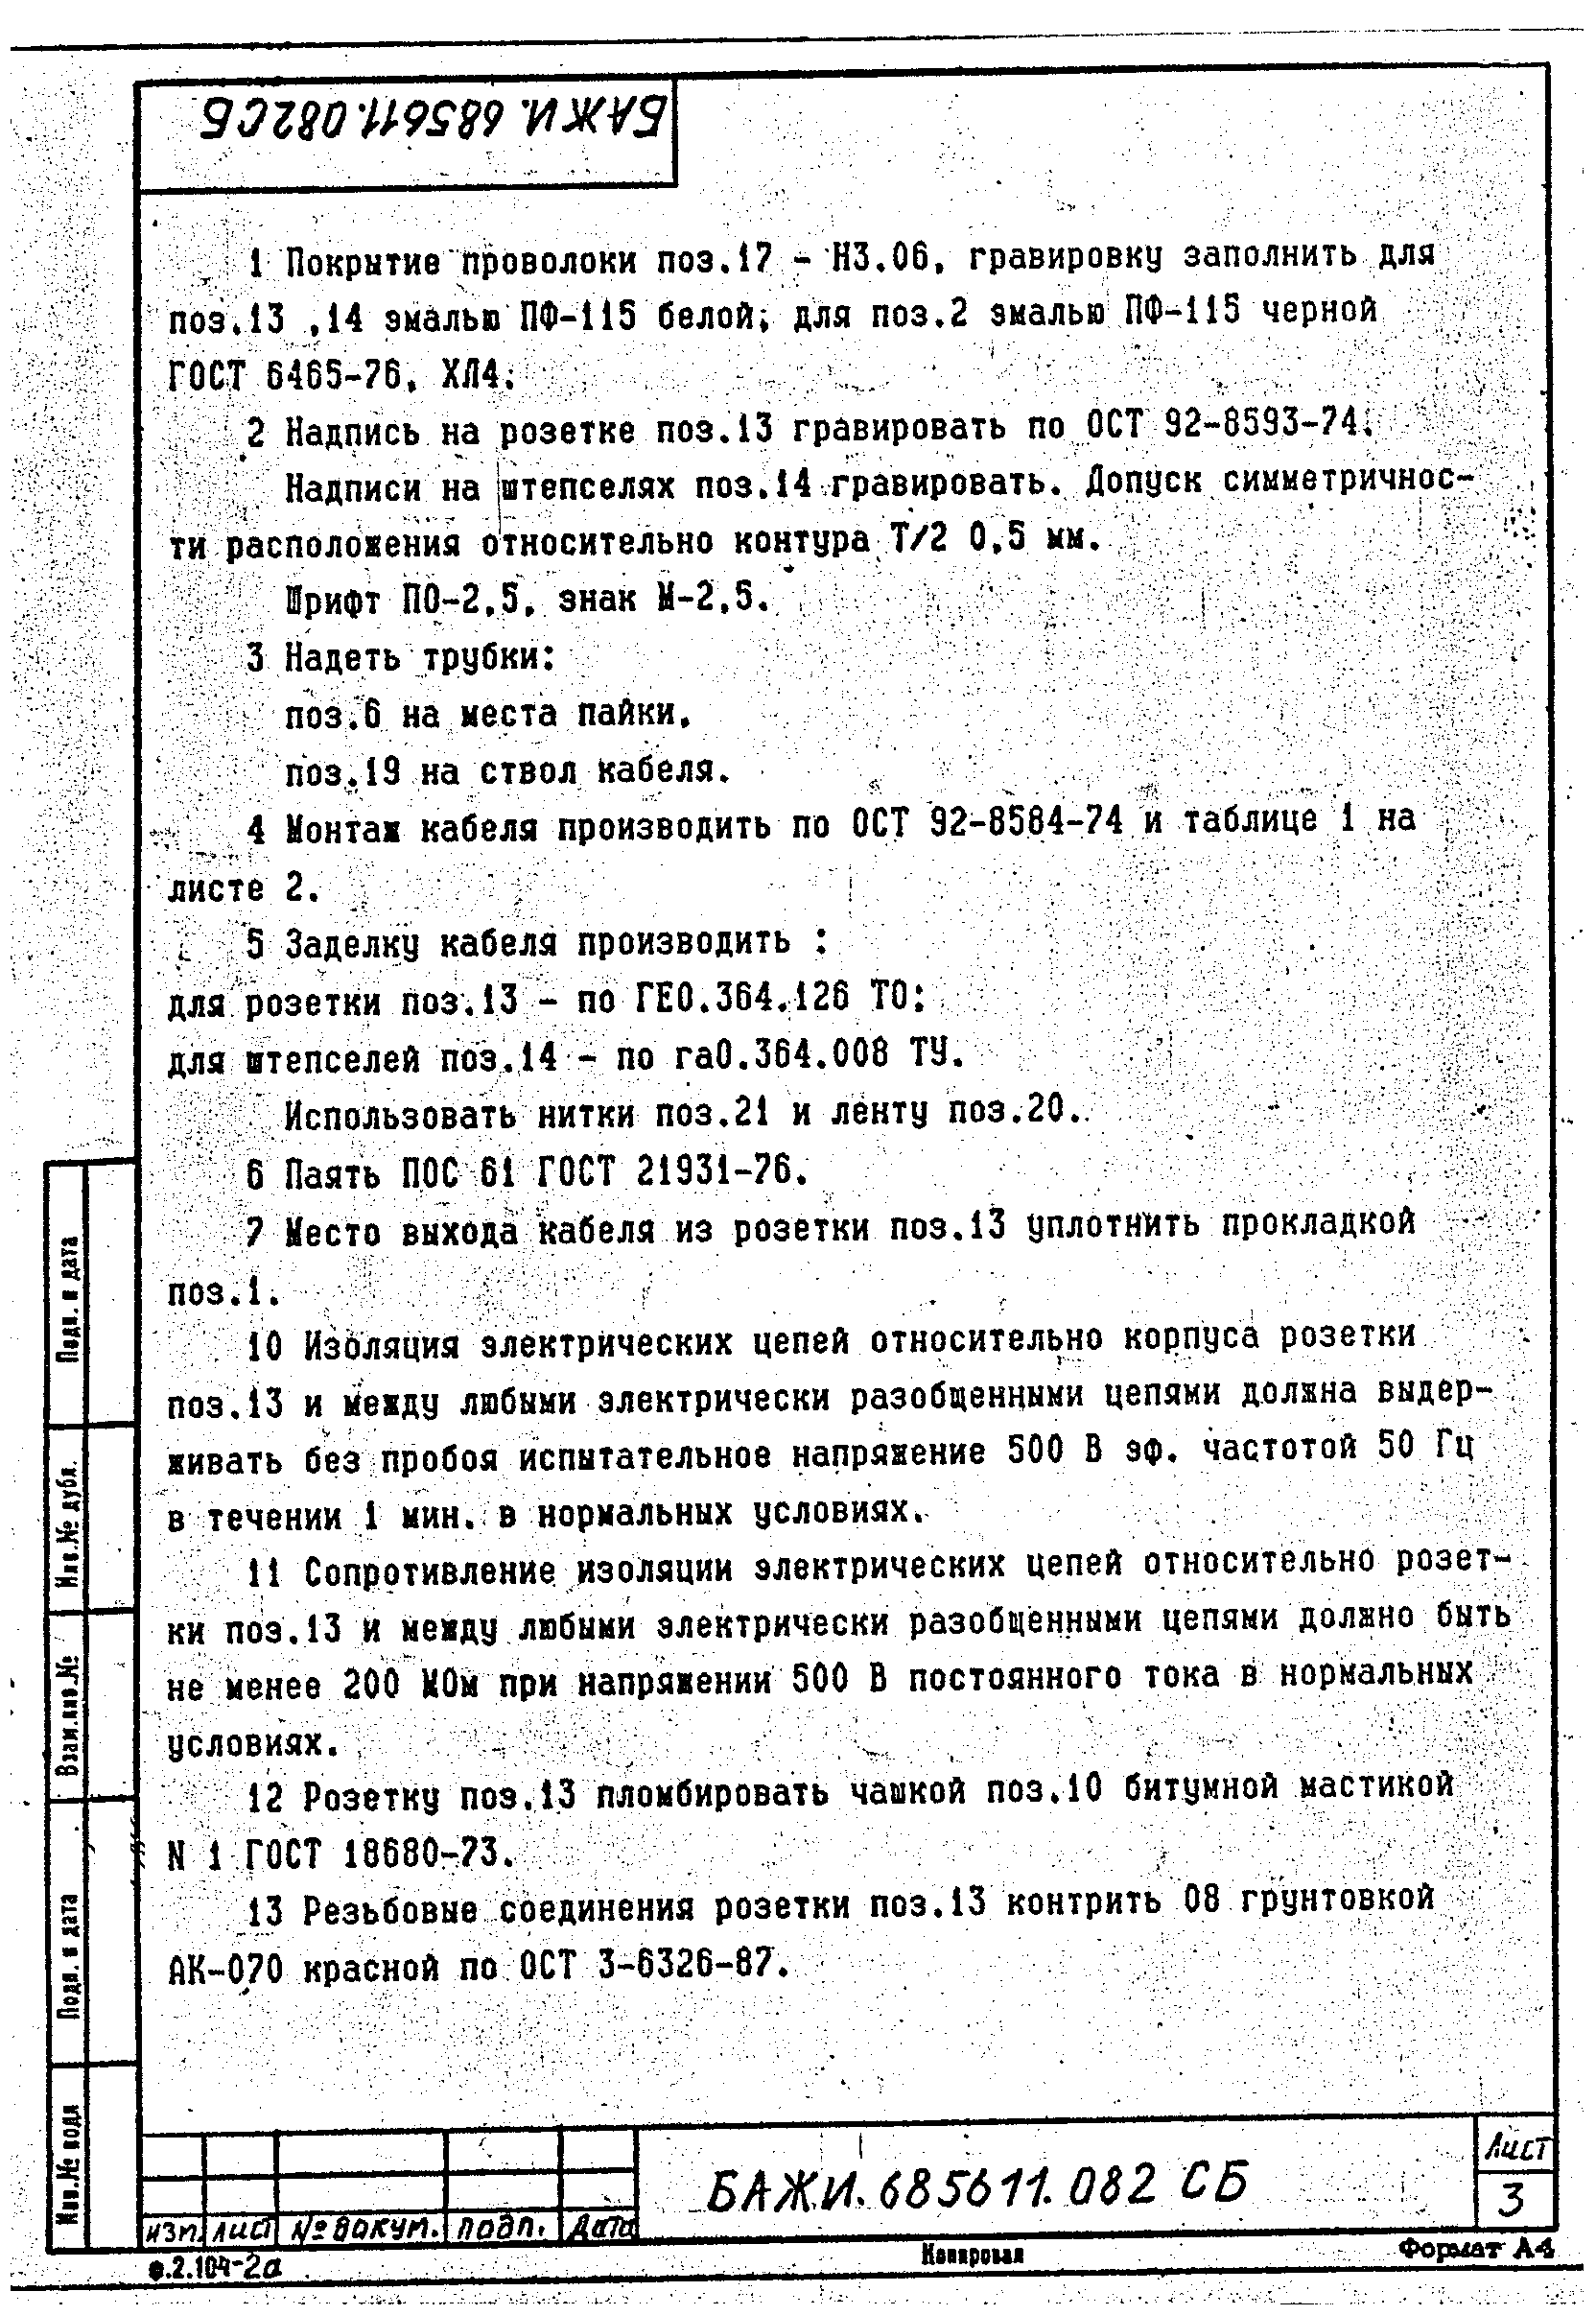 БАЖИ.685611.082СБ
1 Покрытие проволоки поз.17 - Н3.06, гравировку заполнить для
поз.13 ,14 эмалью ПФ-115 белой; для поз.2 эмалью ПФ-115 черной
ГОСТ 6465-76, ХЛ4.
2 Надпись на розетке поз.13 гравировать по ОСТ 92-8593-74.
Надписи на штепселях поз.14 гравировать. Допуск симметричнос-
ти расположения относительно контура Т/2 0,5 мм.
Шрифт ПО-2,5, знак М-2,5.
3 Надеть трубки:
поз.6 на места пайки,
поз.19 на ствол кабеля.
4 Монтаж кабеля производить по ОСТ 92-8584-74 и таблице 1 на
листе 2.
5 Заделку кабеля производить :
для розетки поз.13 - по ГЕ0.364.126 ТО;
для штепселей поз.14 - по га0.364.008 ТУ.
Использовать нитки поз.21 и ленту поз.20.
6 Паять ПОС 61 ГОСТ 21931-76.
7 Место выхода кабеля из розетки поз.13 уплотнить прокладкой
поз.1.
10 Изоляция электрических цепей относительно корпуса розетки
поз.13 и между любыми электрически разобщенными цепями должна выдер-
живать без пробоя испытательное напряжение 500 В эф. частотой 50 Гц
в течении 1 мин. в нормальных условиях.
11 Сопротивление изоляции электрических цепей относительно розет-
ки поз.13 и между любыми электрически разобщенными цепями должно быть
не менее 200 МОм при напряжении 500 В постоянного тока в нормальных
условиях.
12 Розетку поз.13 пломбировать чашкой поз.10 битумной мастикой
N 1 ГОСТ 18680-73.
13 Резьбовые соединения розетки поз.13 контрить 08 грунтовкой
АК-070 красной по ОСТ 3-6326-87.
Подп. и дата
Инв.№ дубл.
Взам.инв.№
Подп. и дата
Инв.№ подл
изм. лист № докум. подп. Дата
БАЖИ.685611.082 СБ
Лист
3
ф.2.104-2а
Копировал
Формат А4